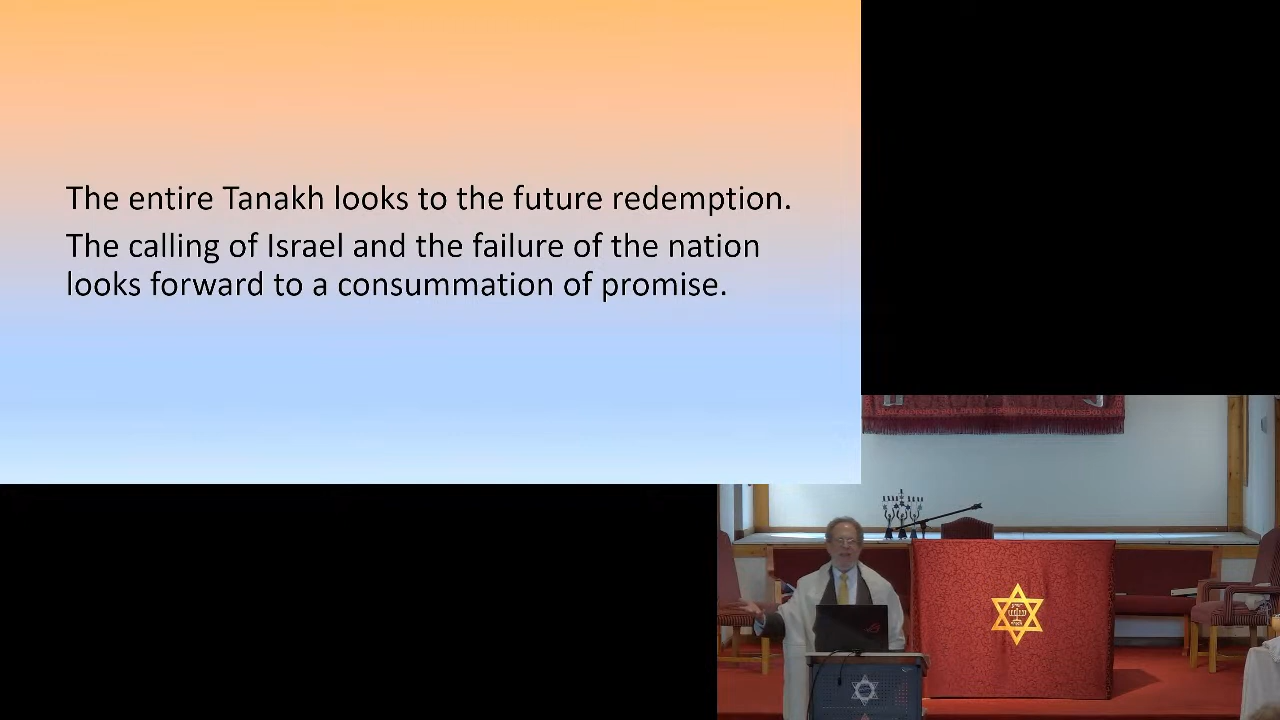 The entire Tanakh looks to the future redemption.
The calling of Israel and the failure of the nation
looks forward to a consummation of promise.